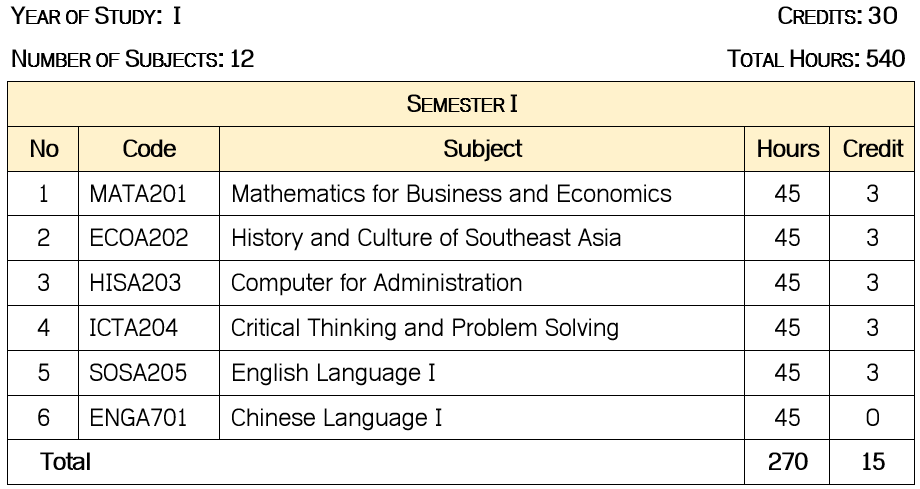 YEAR OF STUDY: I CREDITS: 30
NUMBER OF SUBJECTS: 12 TOTAL HOURS: 540
SEMESTER I
No Code Subject Hours Credit
1 MATA201 Mathematics for Business and Economics 45 3
2 ECOA202 History and Culture of Southeast Asia 45 3
3 HISA203 Computer for Administration 45 3
4 ICTA204 Critical Thinking and Problem Solving 45 3
5 SOSA205 English Language I 45 3
6 ENGA701 Chinese Language I 45 0
Total 270 15